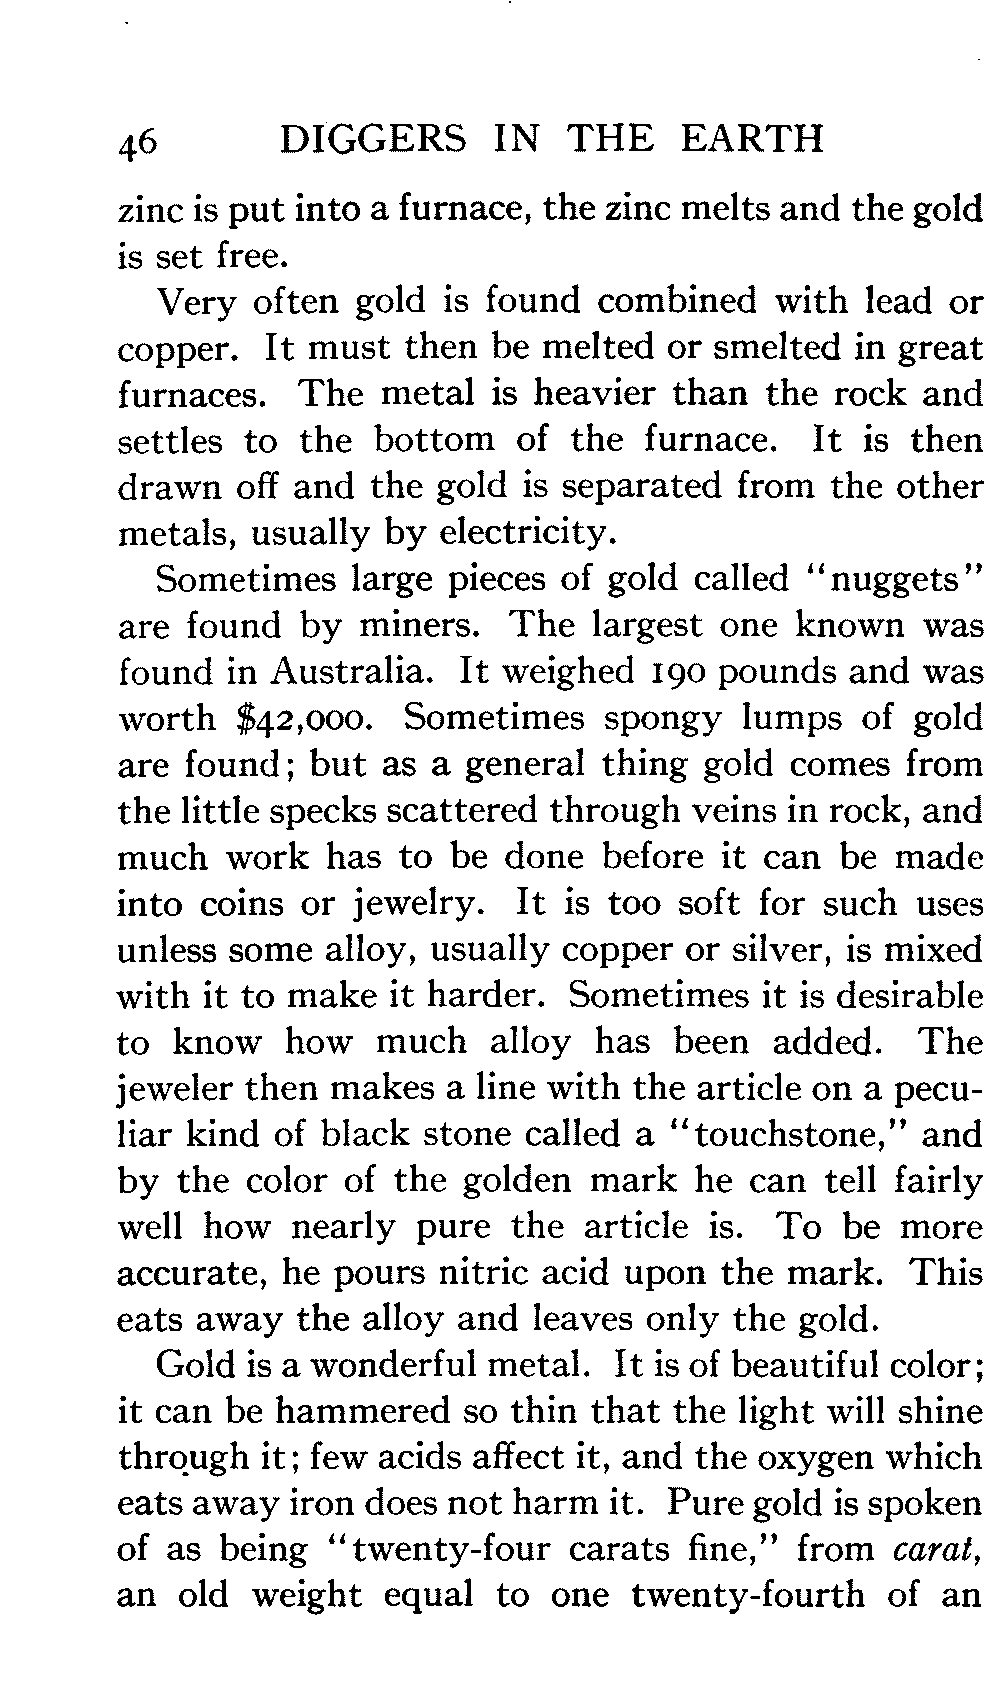 46 DIGGERS IN THE EARTH
zinc is put into a furnace, the zinc melts and the gold
is set free.
Very often gold is found combined with lead or
copper. It must then be melted or smelted in great
furnaces. The metal is heavier than the rock and
settles to the bottom of the furnace. It is then
drawn off and the gold is separated from the other
metals, usually by electricity.
Sometimes large pieces of gold called "nuggets"
are found by miners. The largest one known was
found in Australia. It weighed 190 pounds and was
worth $42,000. Sometimes spongy lumps of gold
are found; but as a general thing gold comes from
the little specks scattered through veins in rock, and
much work has to be done before it can be made
into coins or jewelry. It is too soft for such uses
unless some alloy, usually copper or silver, is mixed
with it to make it harder. Sometimes it is desirable
to know how much alloy has been added. The
jeweler then makes a line with the article on a pecu-
liar kind of black stone called a "touchstone," and
by the color of the golden mark he can tell fairly
well how nearly pure the article is. To be more
accurate, he pours nitric acid upon the mark. This
eats away the alloy and leaves only the gold.
Gold is a wonderful metal. It is of beautiful color;
it can be hammered so thin that the light will shine
through it; few acids affect it, and the oxygen which
eats away iron does not harm it. Pure gold is spoken
of as being "twenty-four carats fine," from carat,
an old weight equal to one twenty-fourth of an